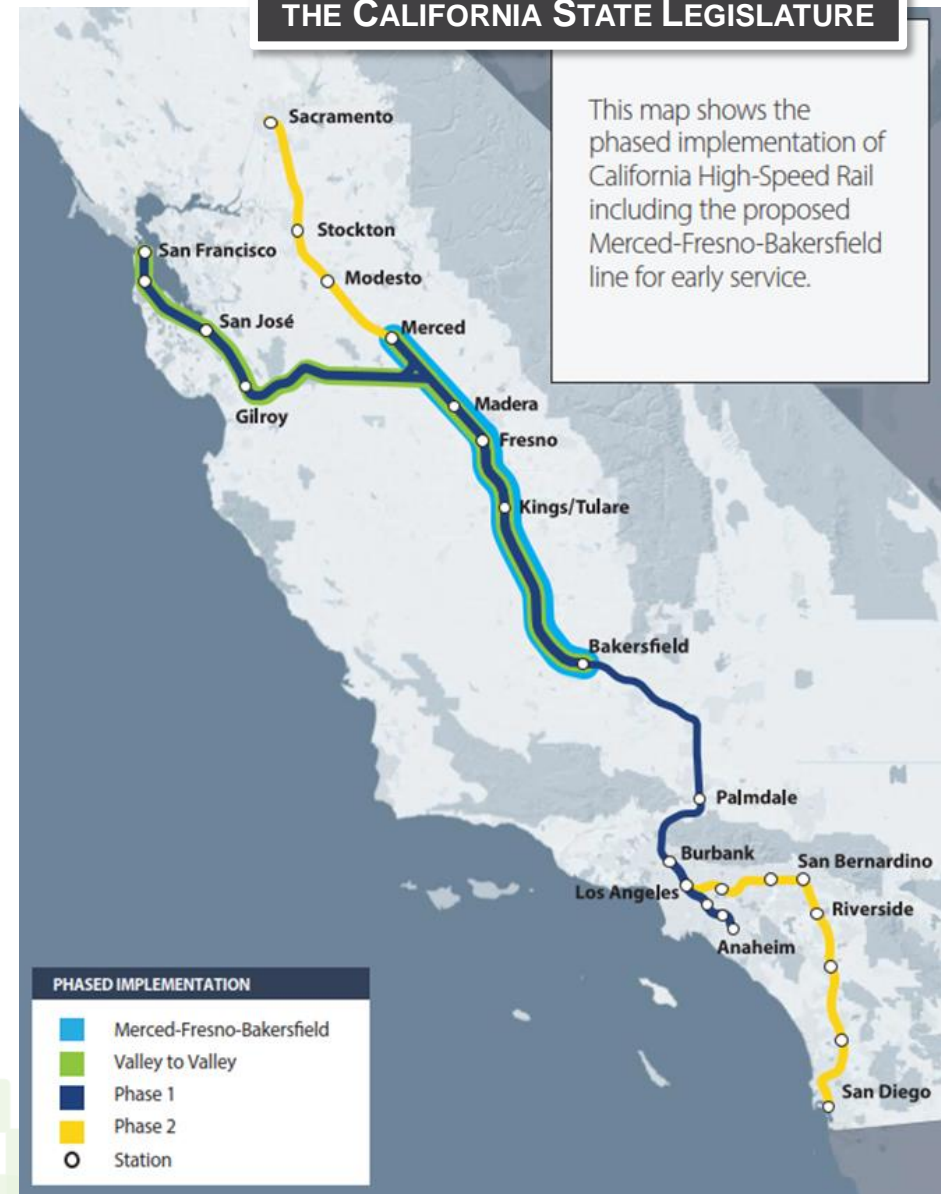 THE CALIFORNIA STATE LEGISLATURE
This map shows the
phased implementation of
California High-Speed Rail
including the proposed
Merced-Fresno-Bakersfield
line for early service.
Sacramento
Stockton
San Francisco
Modesto
San José
Merced
Madera
Gilroy
Fresno
Kings/Tulare
Bakersfield
Palmdale
Burbank
San Bernardino
Los Angeles
Riverside
Anaheim
San Diego
PHASED IMPLEMENTATION
Merced-Fresno-Bakersfield
Valley to Valley
Phase 1
Phase 2
Station